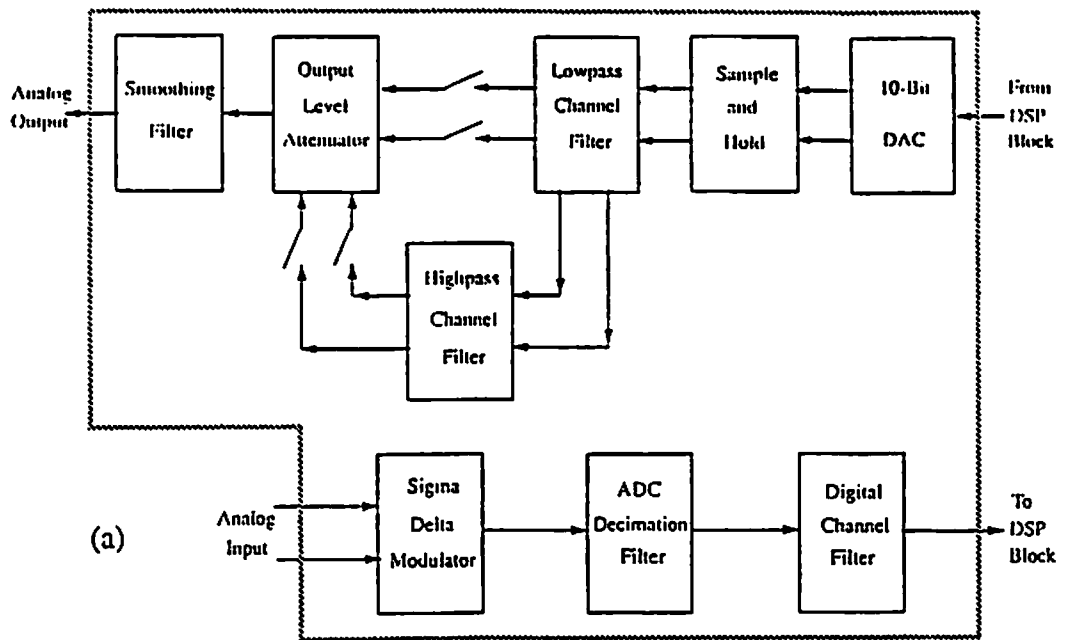 Analog
Output
Smoothing
Filter
Output
Level
Attenuator
Lowpass
Channel
Filter
Sample
and
Hold
10-Bit
DAC
From
DSP
Block
Highpass
Channel
Filter
(a)
Analog
Input
Sigma
Delta
Modulator
ADC
Decimation
Filter
Digital
Channel
Filter
To
DSP
Block